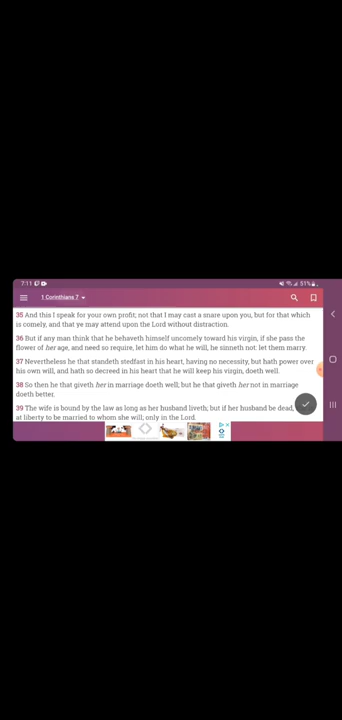 7:11 51%
1 Corinthians 7
35 And this I speak for your own profit; not that I may cast a snare upon you, but for that which
is comely, and that ye may attend upon the Lord without distraction.
36 But if any man think that he behaveth himself uncomely toward his virgin, if she pass the
flower of her age, and need so require, let him do what he will, he sinneth not: let them marry.
37 Nevertheless he that standeth stedfast in his heart, having no necessity, but hath power over
his own will, and hath so decreed in his heart that he will keep his virgin, doeth well.
38 So then he that giveth her in marriage doeth well; but he that giveth her not in marriage
doeth better.
39 The wife is bound by the law as long as her husband liveth; but if her husband be dead,
at liberty to be married to whom she will; only in the Lord.